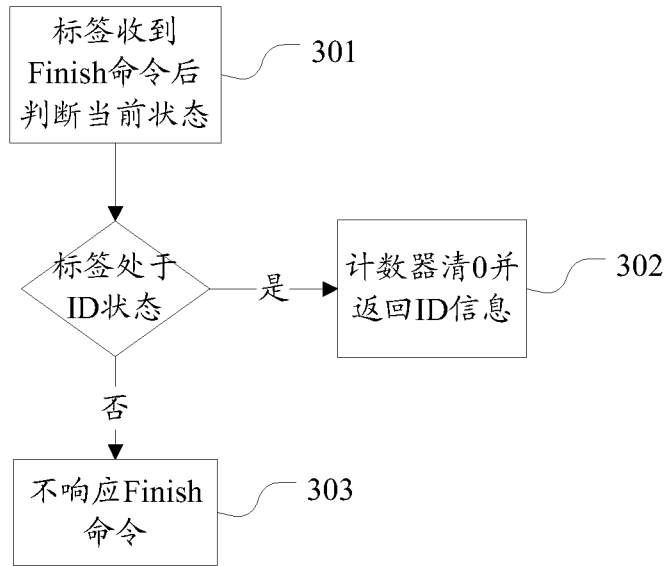 标签收到
Finish命令后
判断当前状态
301
标签处于
ID状态
是
计数器清0并
返回ID信息
302
否
不响应Finish
命令
303